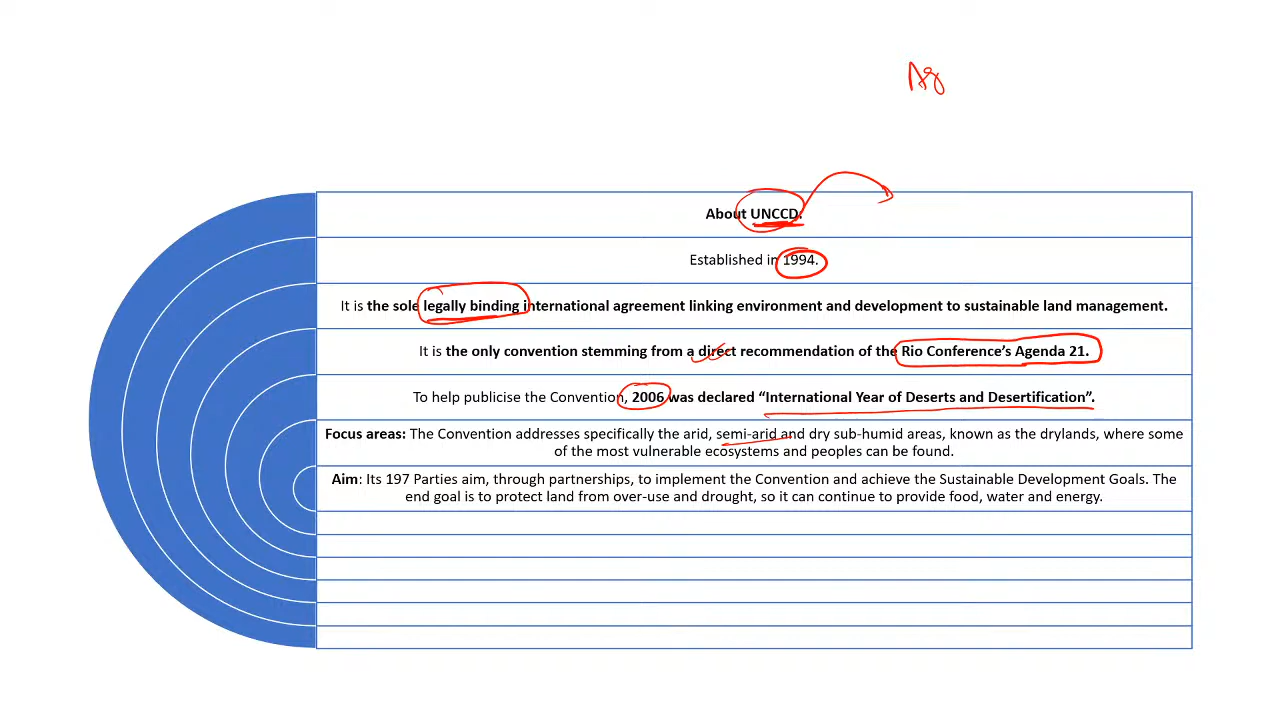 Ag
About UNCCD:
Established in 1994.
It is the sole legally binding international agreement linking environment and development to sustainable land management.
It is the only convention stemming from a direct recommendation of the Rio Conference's Agenda 21.
To help publicise the Convention, 2006 was declared “International Year of Deserts and Desertification”.
Focus areas: The Convention addresses specifically the arid, semi-arid and dry sub-humid areas, known as the drylands, where some
of the most vulnerable ecosystems and peoples can be found.
Aim: Its 197 Parties aim, through partnerships, to implement the Convention and achieve the Sustainable Development Goals. The
end goal is to protect land from over-use and drought, so it can continue to provide food, water and energy.